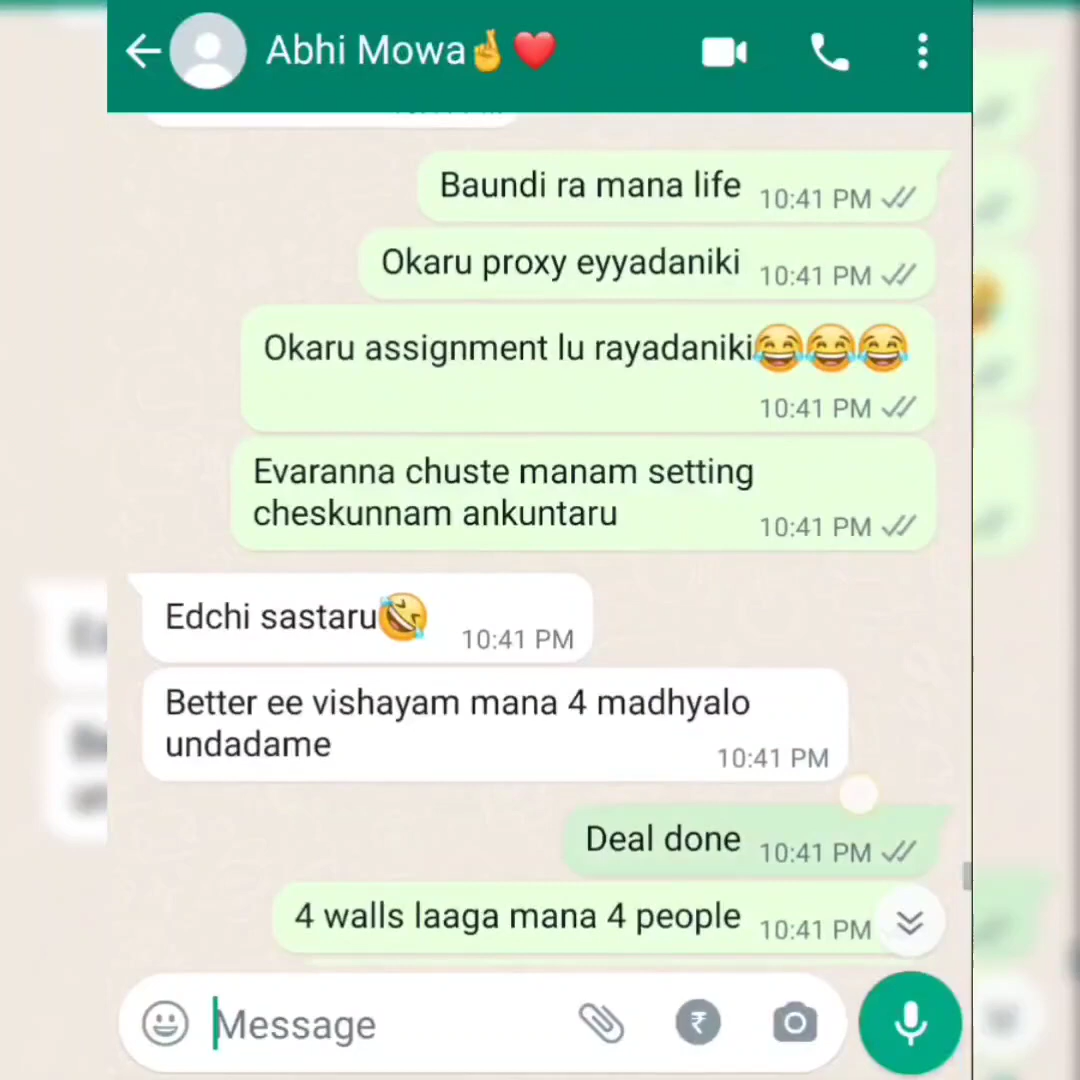 Abhi Mowa🤞❤️
Baundi ra mana life 10:41 PM
Okaru proxy eyyadaniki 10:41 PM
Okaru assignment lu rayadaniki😂😂😂
10:41 PM
Evaranna chuste manam setting
cheskunnam ankuntaru 10:41 PM
Edchi sastaru🤣 10:41 PM
Better ee vishayam mana 4 madhyalo
undadame 10:41 PM
Deal done 10:41 PM
4 walls laaga mana 4 people 10:41 PM
Message